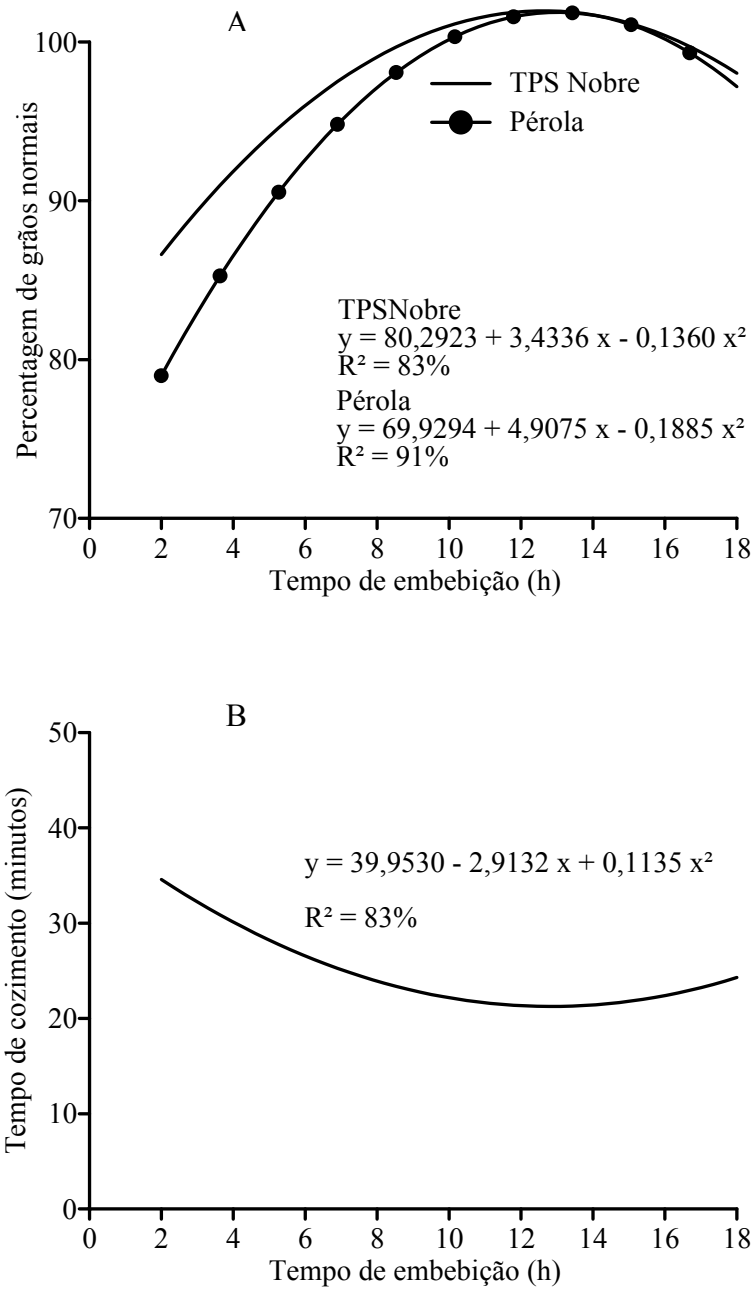 A
Percentagem de grãos normais
100
90
80
70
TPS Nobre
Pérola
TPSNobre
y = 80,2923 + 3,4336 x - 0,1360 x²
R² = 83%
Pérola
y = 69,9294 + 4,9075 x - 0,1885 x²
R² = 91%
0 2 4 6 8 10 12 14 16 18
Tempo de embebição (h)
B
Tempo de cozimento (minutos)
50
40
30
20
10
0
y = 39,9530 - 2,9132 x + 0,1135 x²
R² = 83%
0 2 4 6 8 10 12 14 16 18
Tempo de embebição (h)